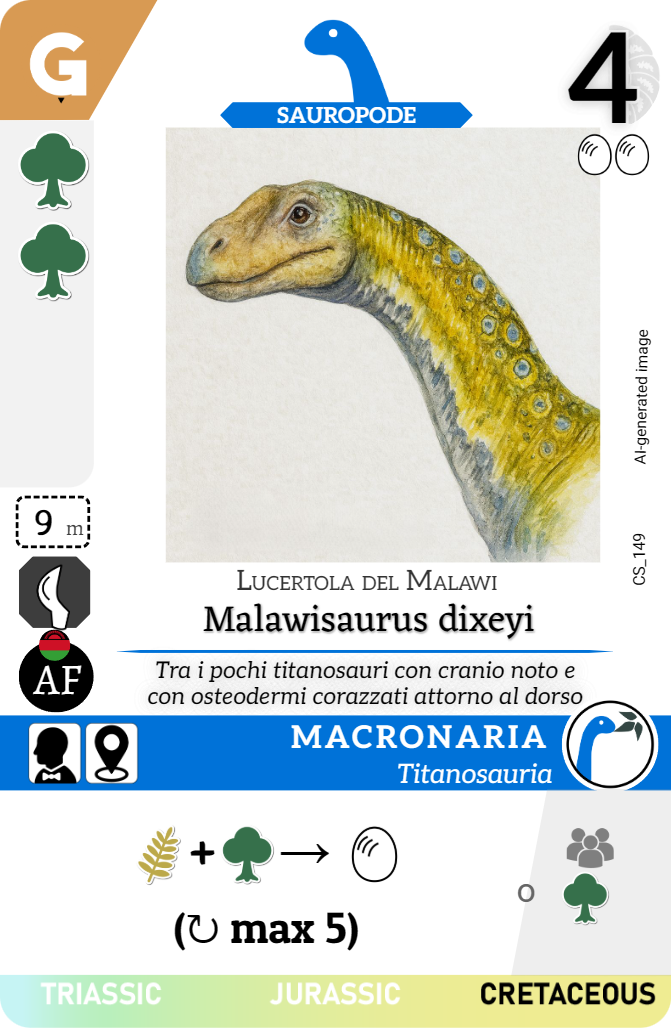 G
4
SAUROPODE
AI-generated image
CS_149
9 m
AF
LUCERTOLA DEL MALAWI
Malawisaurus dixeyi
Tra i pochi titanosauri con cranio noto e
con osteodermi corazzati attorno al dorso
MACRONARIA
Titanosauria
+ →
O
(↻ max 5)
TRIASSIC JURASSIC CRETACEOUS